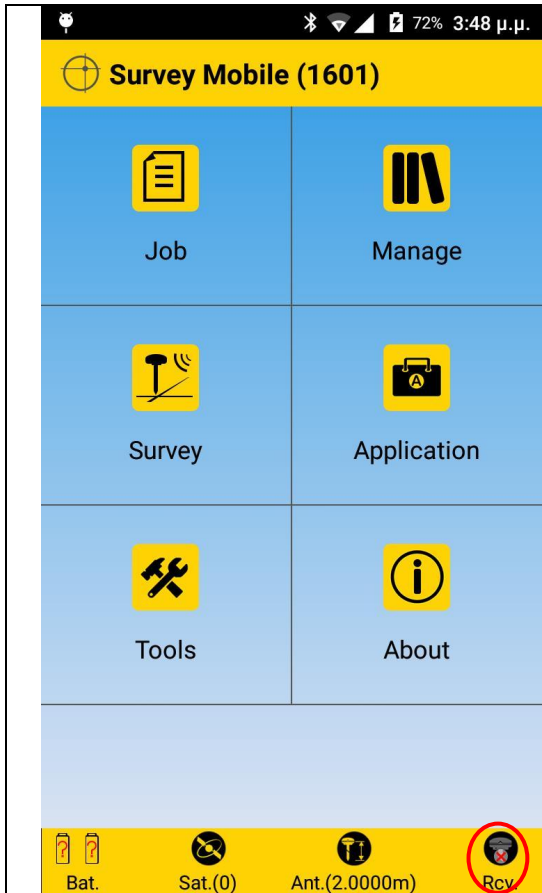 72% 3:48 μ.μ.
Survey Mobile (1601)
Job Manage
A
Survey Application
Tools About
? ?
Bat. Sat.(0) Ant.(2.0000m) Rcv.